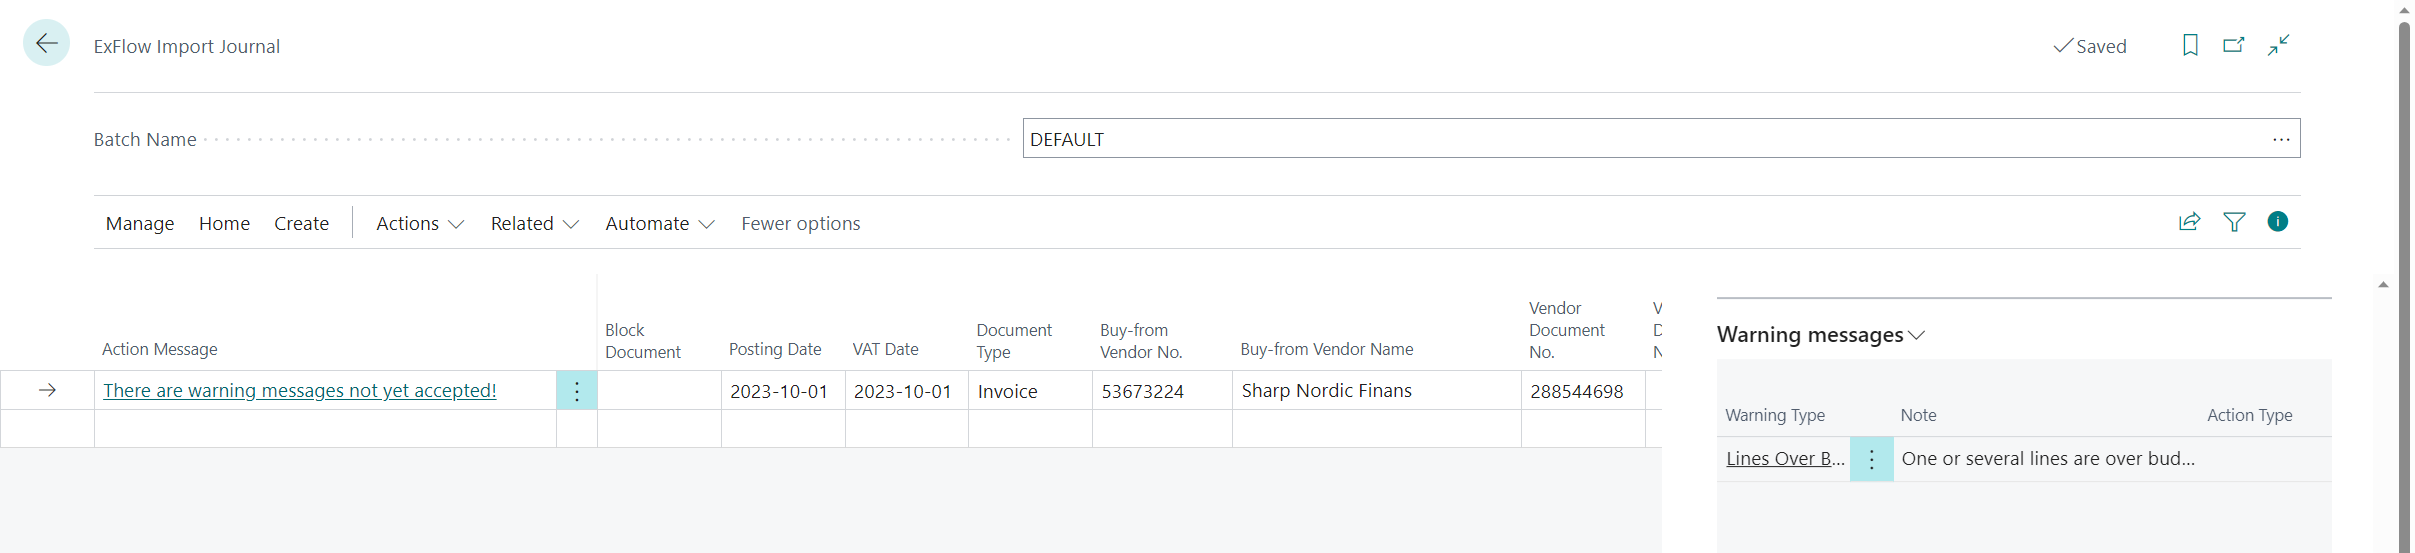 ExFlow Import Journal
Saved
Batch Name
DEFAULT
...
Manage Home Create Actions Related Automate Fewer options
Action Message
Block Document
Posting Date
VAT Date
Document Type
Buy-from Vendor No.
Buy-from Vendor Name
Vendor Document No.
There are warning messages not yet accepted! 2023-10-01 2023-10-01 Invoice 53673224 Sharp Nordic Finans 288544698
Warning messages
Warning Type Note Action Type
Lines Over B... One or several lines are over bud...